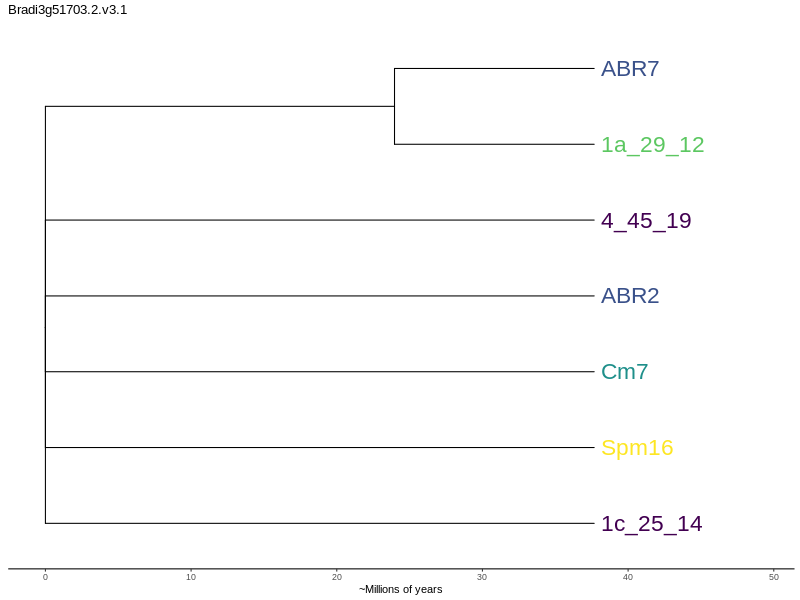 Bradi3g51703.2.v3.1
ABR7
1a_29_12
4_45_19
ABR2
Cm7
Spm16
1c_25_14
0 10 20 30 40 50
~Millions of years